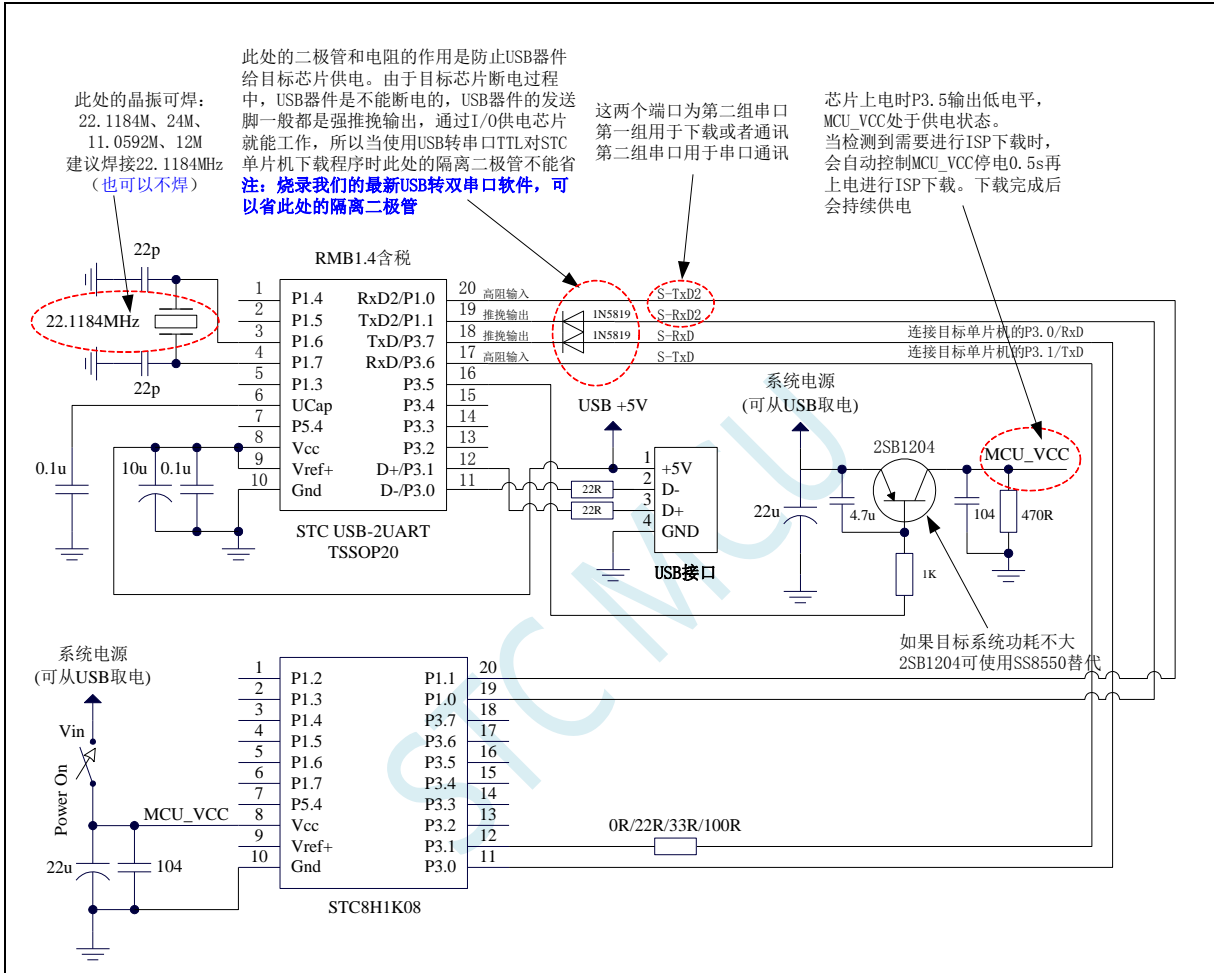 此处的二极管和电阻的作用是防止USB器件
给目标芯片供电。由于目标芯片断电过程
中，USB器件是不能断电的，USB器件的发送
脚一般都是强推挽输出，通过I/O供电芯片
就能工作，所以当使用USB转串口TTL对STC
单片机下载程序时此处的隔离二极管不能省
注：烧录我们的最新USB转双串口软件，可
以省此处的隔离二极管
此处的晶振可焊:
22.1184M、24M、
11.0592M、12M
建议焊接22.1184MHz
（也可以不焊）
这两个端口为第二组串口
第一组用于下载或者通讯
第二组串口用于串口通讯
芯片上电时P3.5输出低电平，
MCU_VCC处于供电状态。
当检测到需要进行ISP下载时，
会自动控制MCU_VCC停电0.5s再
上电进行ISP下载。下载完成后
会持续供电
22p
22.1184MHz
22p
RMB1.4含税
1 P1.4 RxD2/P1.0 20 高阻输入 S-TxD2
2 P1.5 TxD2/P1.1 19 推挽输出 1N5819 S-RxD2
3 P1.6 TxD/P3.7 18 推挽输出 1N5819 S-RxD 连接目标单片机的P3.0/RxD
4 P1.7 RxD/P3.6 17 高阻输入 S-TxD 连接目标单片机的P3.1/TxD
5 P1.3 P3.5 16
6 UCap P3.4 15
7 P5.4 P3.3 14
8 Vcc P3.2 13
9 Vref+ D+/P3.1 12
10 Gnd D-/P3.0 11
STC USB-2UART
TSSOP20
0.1u
10u
0.1u
USB +5V
1 +5V
2 D-
3 D+
4 GND
22R
22R
USB接口
系统电源
(可从USB取电)
22u
4.7u
2SB1204
1K
104
470R
MCU_VCC
如果目标系统功耗不大
2SB1204可使用SS8550替代
系统电源
(可从USB取电)
Vin
Power On
MCU_VCC
22u
104
1 P1.2 P1.1 20
2 P1.3 P1.0 19
3 P1.4 P3.7 18
4 P1.5 P3.6 17
5 P1.6 P3.5 16
6 P1.7 P3.4 15
7 P5.4 P3.3 14
8 Vcc P3.2 13
9 Vref+ P3.1 12
10 Gnd P3.0 11
0R/22R/33R/100R
STC8H1K08
STC MCU